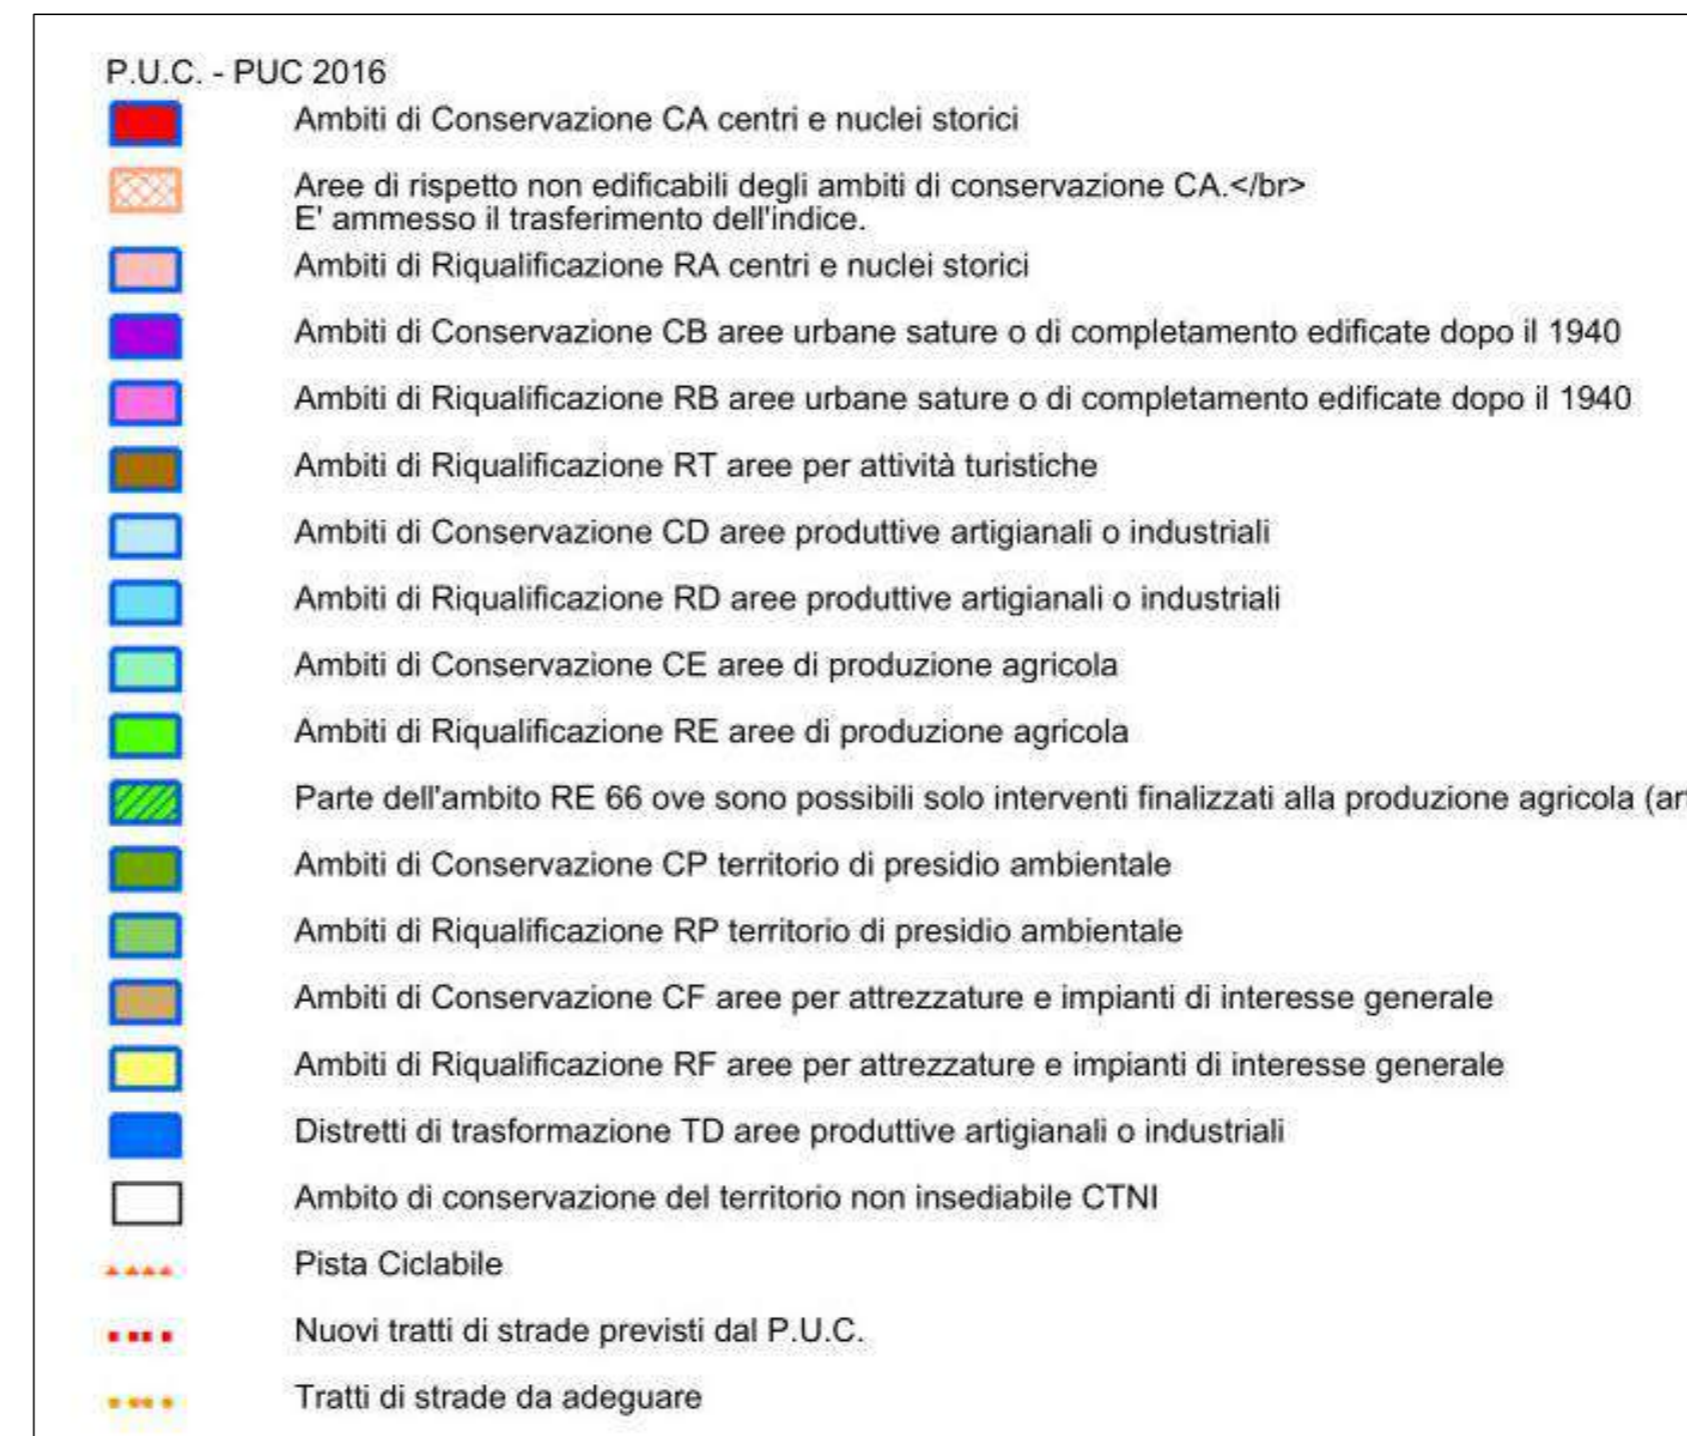 P.U.C. - PUC 2016
Ambiti di Conservazione CA centri e nuclei storici
Aree di rispetto non edificabili degli ambiti di conservazione CA.</br>
E' ammesso il trasferimento dell'indice.
Ambiti di Riqualificazione RA centri e nuclei storici
Ambiti di Conservazione CB aree urbane sature o di completamento edificate dopo il 1940
Ambiti di Riqualificazione RB aree urbane sature o di completamento edificate dopo il 1940
Ambiti di Riqualificazione RT aree per attività turistiche
Ambiti di Conservazione CD aree produttive artigianali o industriali
Ambiti di Riqualificazione RD aree produttive artigianali o industriali
Ambiti di Conservazione CE aree di produzione agricola
Ambiti di Riqualificazione RE aree di produzione agricola
Parte dell'ambito RE 66 ove sono possibili solo interventi finalizzati alla produzione agricola (ar
Ambiti di Conservazione CP territorio di presidio ambientale
Ambiti di Riqualificazione RP territorio di presidio ambientale
Ambiti di Conservazione CF aree per attrezzature e impianti di interesse generale
Ambiti di Riqualificazione RF aree per attrezzature e impianti di interesse generale
Distretti di trasformazione TD aree produttive artigianali o industriali
Ambito di conservazione del territorio non insediabile CTNI
Pista Ciclabile
Nuovi tratti di strade previsti dal P.U.C.
Tratti di strade da adeguare